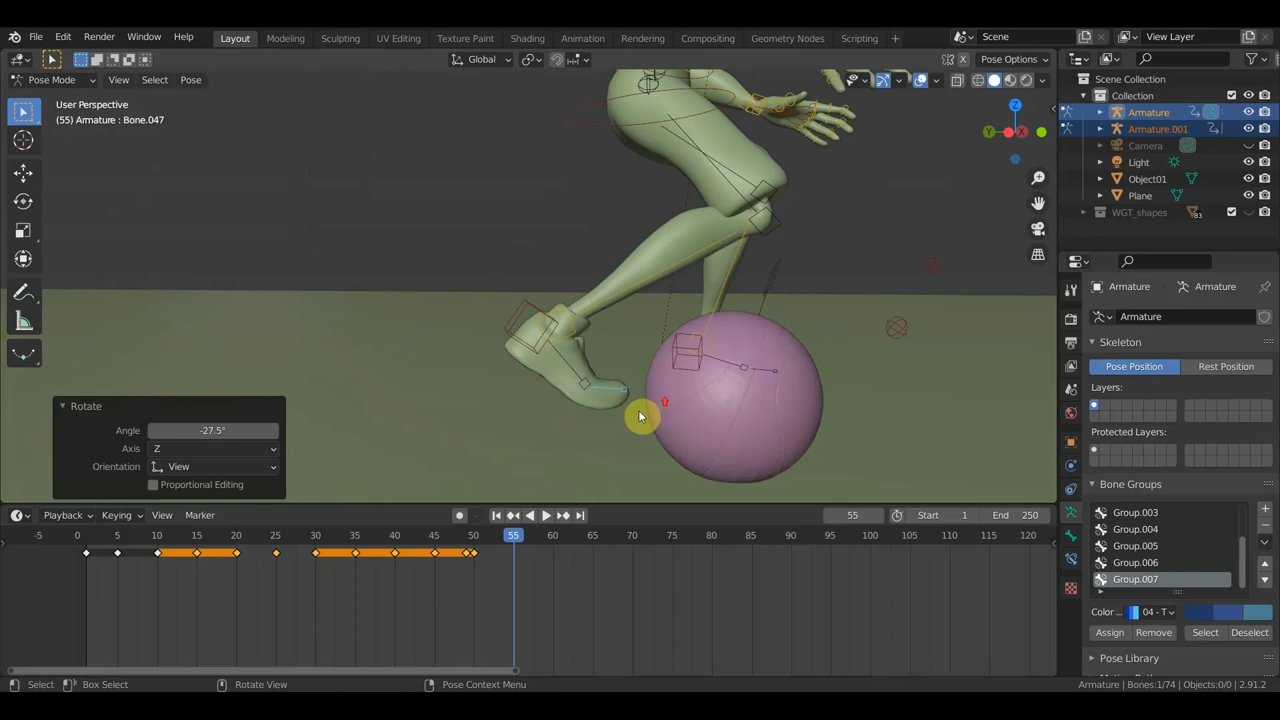 File Edit Render Window Help Layout Modeling Sculpting UV Editing Texture Paint Shading Animation Rendering Compositing Geometry Nodes Scripting + Scene View Layer
Global Pose Options
Pose Mode View Select Pose
User Perspective
(55) Armature : Bone.047
Z
Y
X
Scene Collection
Collection
Armature
Armature.001
Camera
Light
Object01
Plane
WGT_shapes 83
Armature Armature
Armature
Skeleton
Pose Position Rest Position
Layers:
Protected Layers:
Bone Groups
Group.003
Group.004
Group.005
Group.006
Group.007
Color ... 04 - T
Assign Remove Select Deselect
Pose Library
Rotate
Angle -27.5°
Axis Z
Orientation View
Proportional Editing
Playback Keying View Marker 55 Start 1 End 250
-5 0 5 10 15 20 25 30 35 40 45 50 55 60 65 70 75 80 85 90 95 100 105 110 115 120
Select Box Select Rotate View Pose Context Menu Armature | Bones:1/74 | Objects:0/0 | 2.91.2